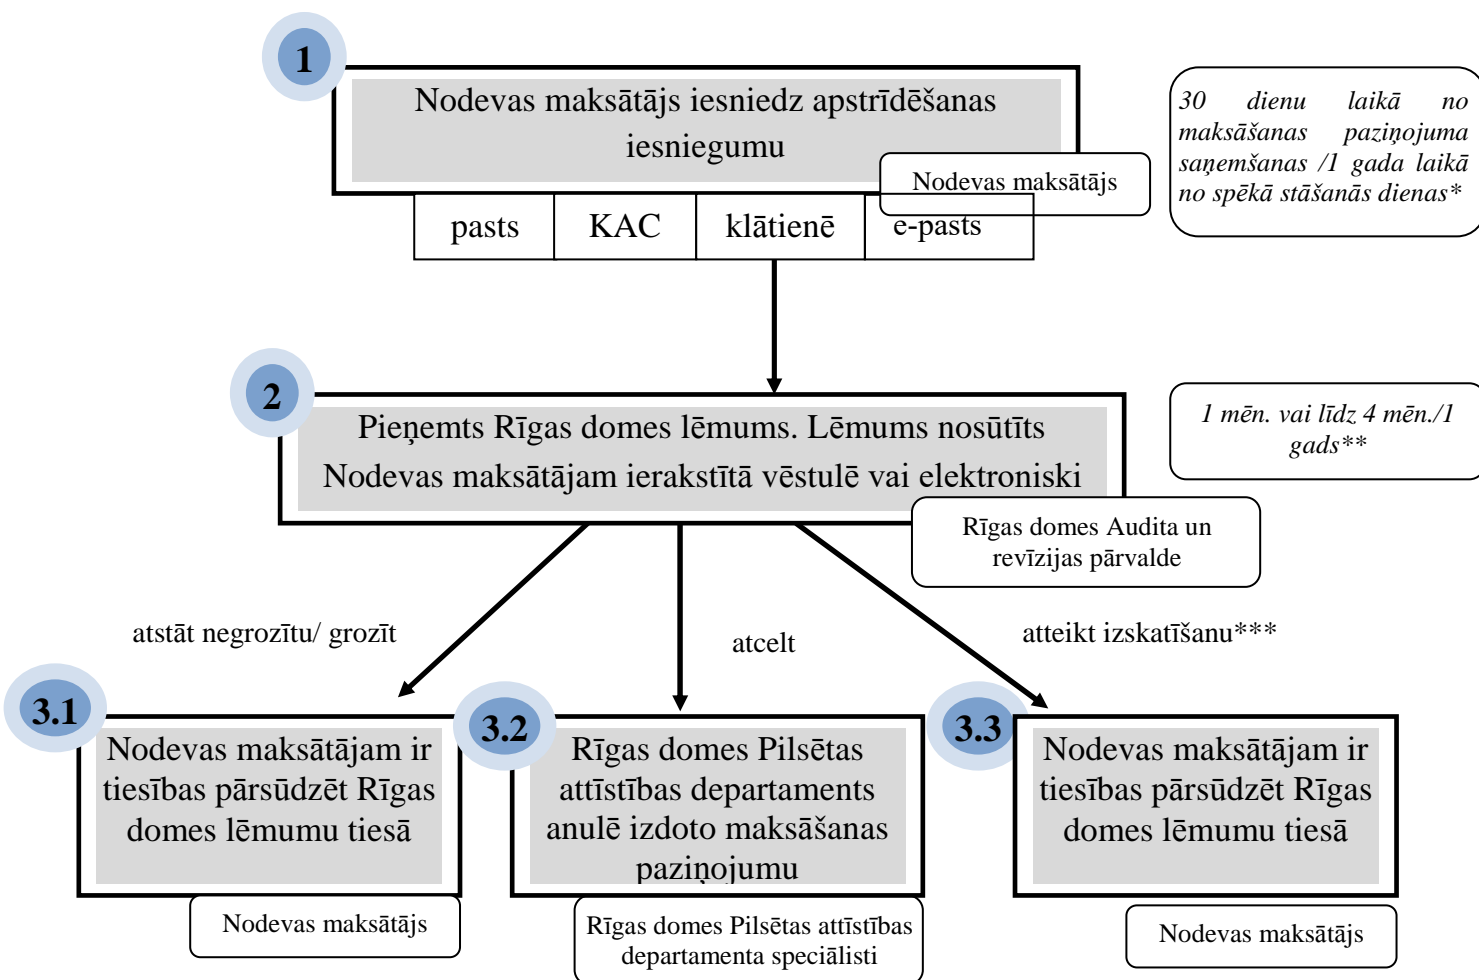 1
Nodevas maksātājs iesniedz apstrīdēšanas
iesniegumu
Nodevas maksātājs
pasts
KAC
klātienē
e-pasts
30 dienu laikā no
maksāšanas paziņojuma
saņemšanas /1 gada laikā
no spēkā stāšanās dienas*
2
Pieņemts Rīgas domes lēmums. Lēmums nosūtīts
Nodevas maksātājam ierakstītā vēstulē vai elektroniski
Rīgas domes Audita un
revīzijas pārvalde
1 mēn. vai līdz 4 mēn./1
gads**
atstāt negrozītu/ grozīt
atcelt
atteikt izskatīšanu***
3.1
Nodevas maksātājam ir
tiesības pārsūdzēt Rīgas
domes lēmumu tiesā
Nodevas maksātājs
3.2
Rīgas domes Pilsētas
attīstības departaments
anulē izdoto maksāšanas
paziņojumu
Rīgas domes Pilsētas attīstības
departamenta speciālisti
3.3
Nodevas maksātājam ir
tiesības pārsūdzēt Rīgas
domes lēmumu tiesā
Nodevas maksātājs